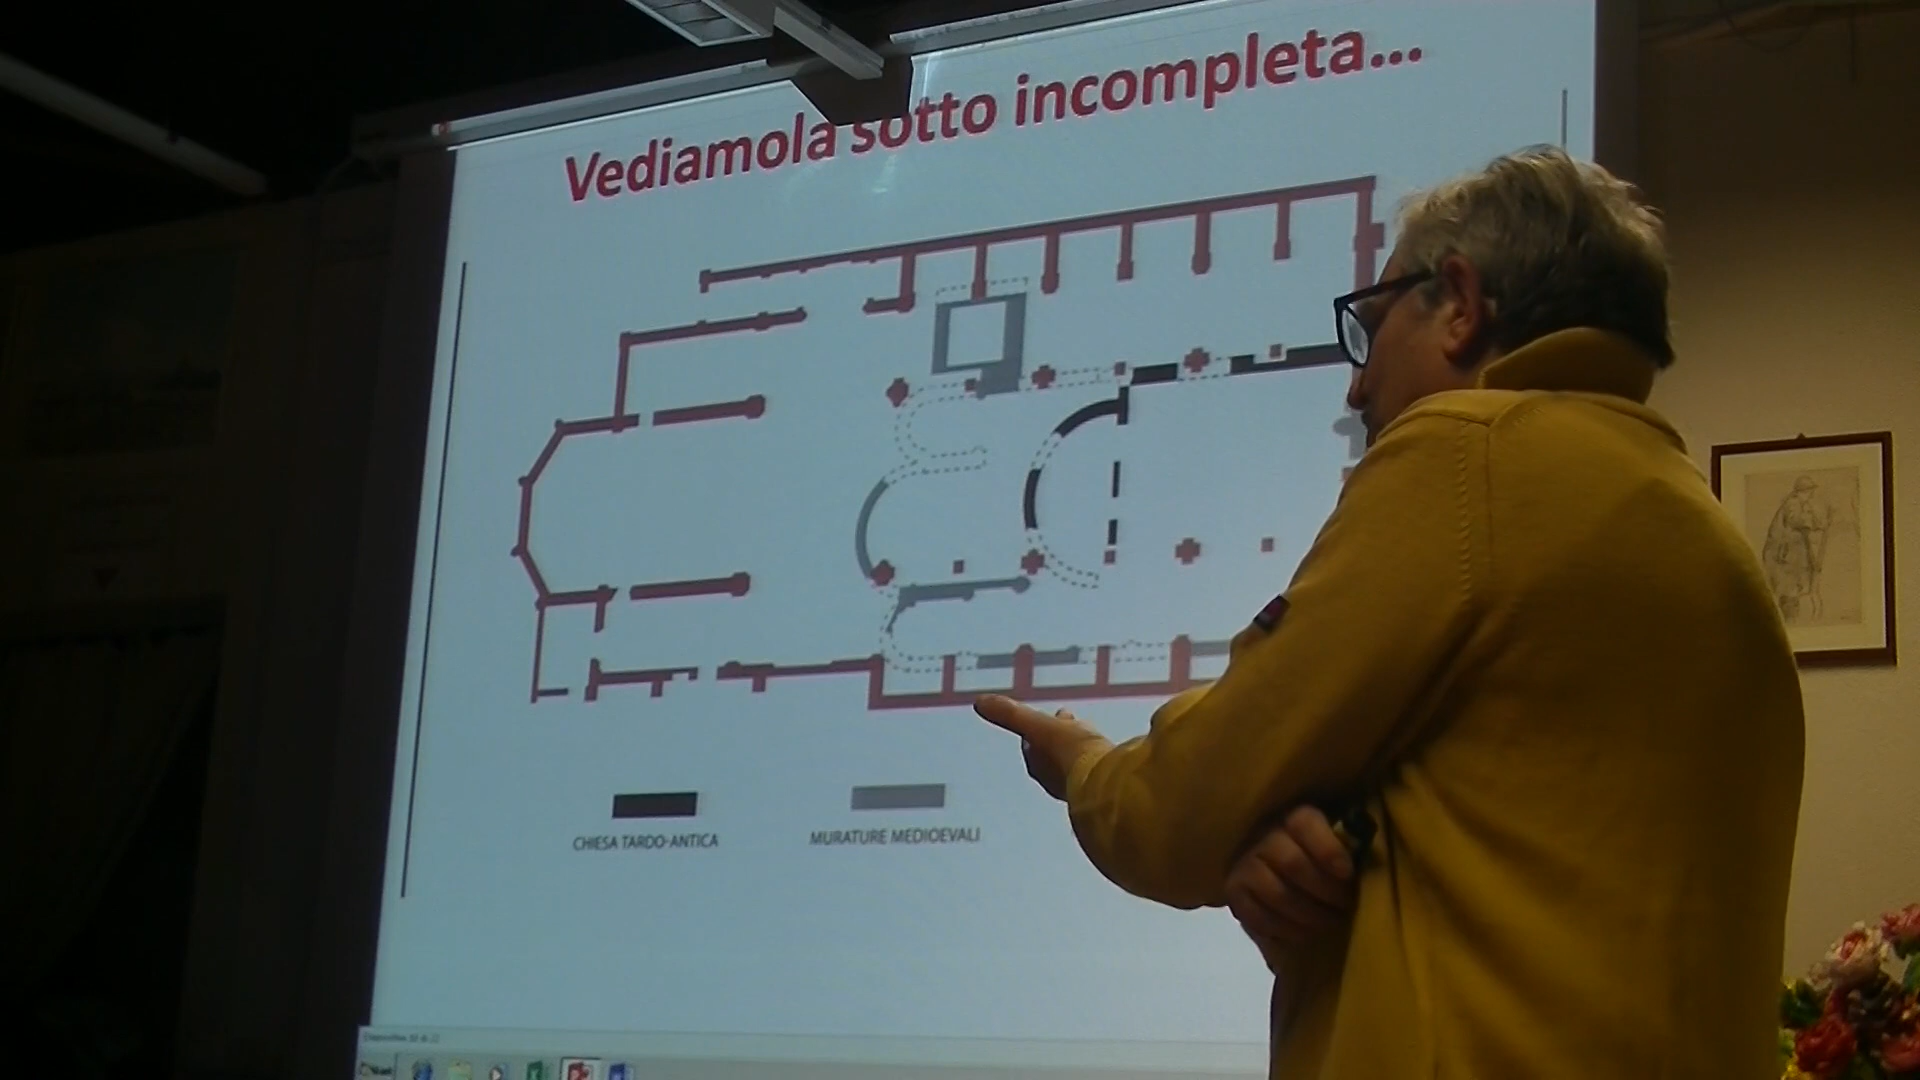 Vediamola sotto incompleta...
CHIESA TARDO-ANTICA
MURATURE MEDIOEVALI